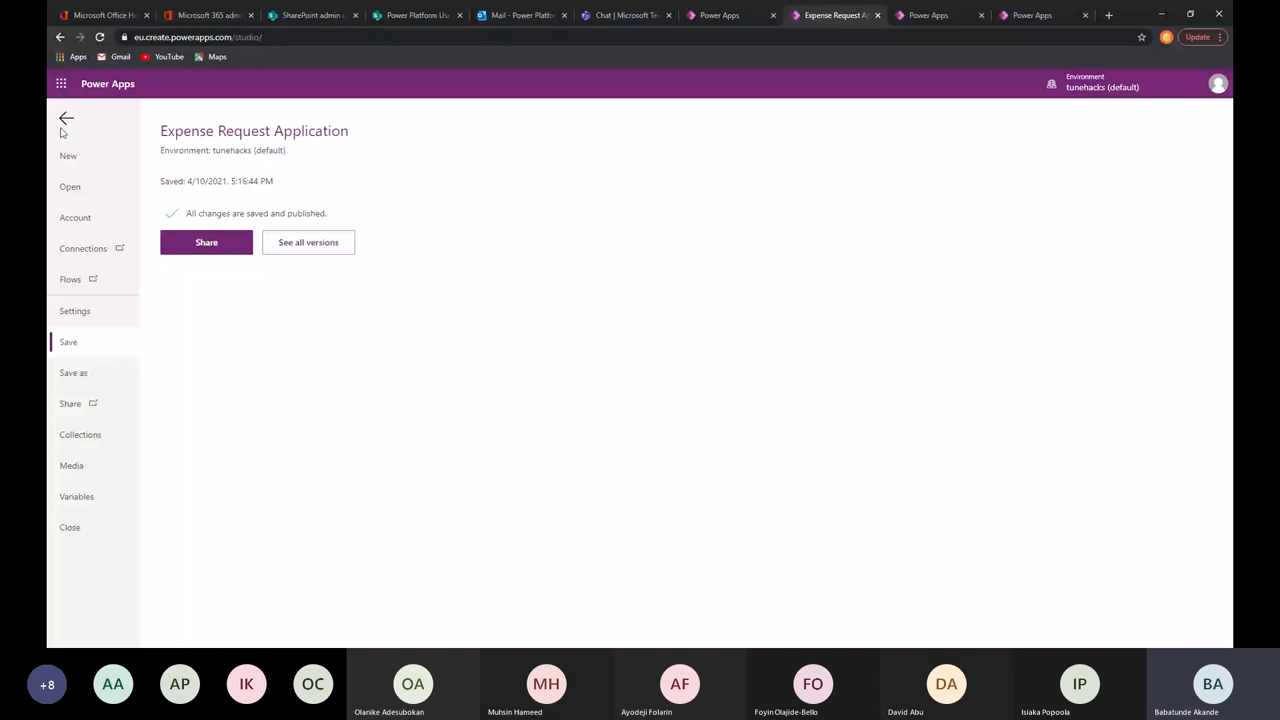 Microsoft Office Ho
Microsoft 365 adm
SharePoint admin c
Power Platform Us
Mail - Power Platfo
Chat | Microsoft Te
Power Apps
Expense Request A
Power Apps
Power Apps
eu.create.powerapps.com/studio/
Update
Apps
Gmail
YouTube
Maps
Power Apps
Environment
tunehacks (default)
New
Open
Account
Connections
Flows
Settings
Save
Save as
Share
Collections
Media
Variables
Close
Expense Request Application
Environment: tunehacks (default)
Saved: 4/10/2021, 5:16:44 PM
All changes are saved and published.
Share
See all versions
+8
AA
AP
IK
OC
OA
Olanike Adesubokan
MH
Muhsin Hameed
AF
Ayodeji Folarin
FO
Foyin Olajide-Bello
DA
David Abu
IP
Isiaka Popoola
BA
Babatunde Akande